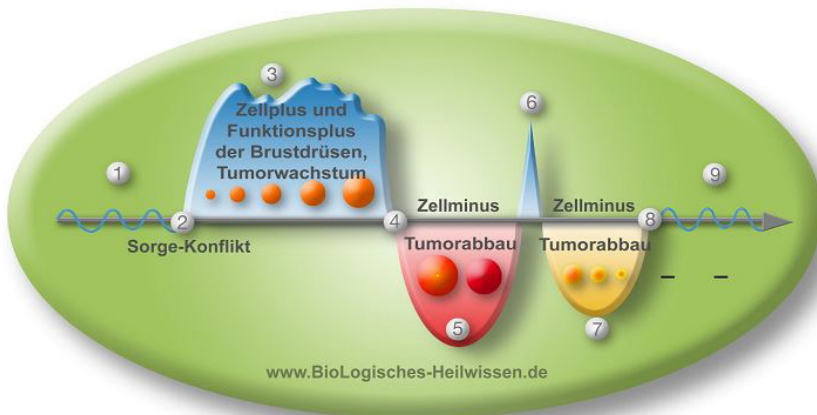 3
6
Zellplus und
Funktionsplus
der Brustdrüsen,
Tumorwachstum
1
9
Zellminus
Zellminus
2
4
8
Sorge-Konflikt
Tumorabbau
Tumorabbau
5
7
www.BioLogisches-Heilwissen.de